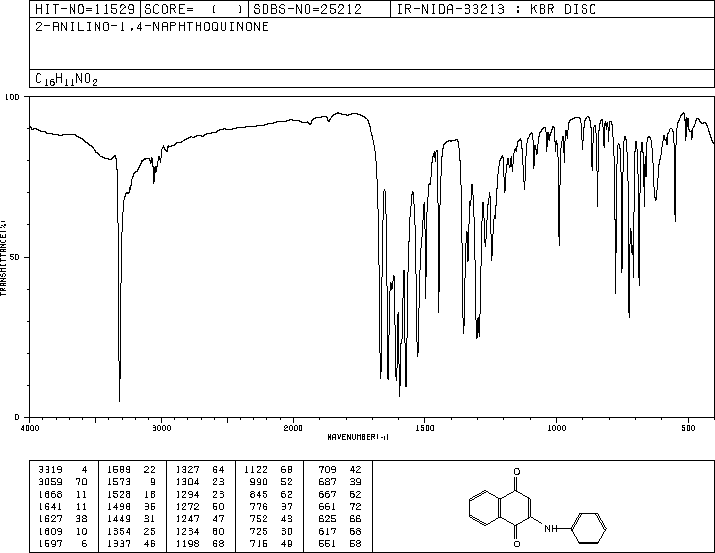 HIT-NO=11529 SCORE= ( ) SDBS-NO=25212 IR-NIDA-33213 : KBR DISC
2-ANILINO-1,4-NAPHTHOQUINONE
C16H11NO2
100
50
0
TRANSMITTANCE(%)
4000 3000 2000 1500 1000 500
WAVENUMBER(-1)
3319 4 1589 22 1327 64 1122 68 709 42
3059 70 1573 9 1304 23 990 52 687 39
1668 11 1528 18 1294 23 845 62 667 62
1641 11 1498 36 1272 50 776 37 661 72
1627 38 1449 31 1247 47 752 43 625 66
1609 10 1354 25 1234 60 725 30 617 58
1597 6 1337 46 1198 68 716 49 551 58
O
NH
O